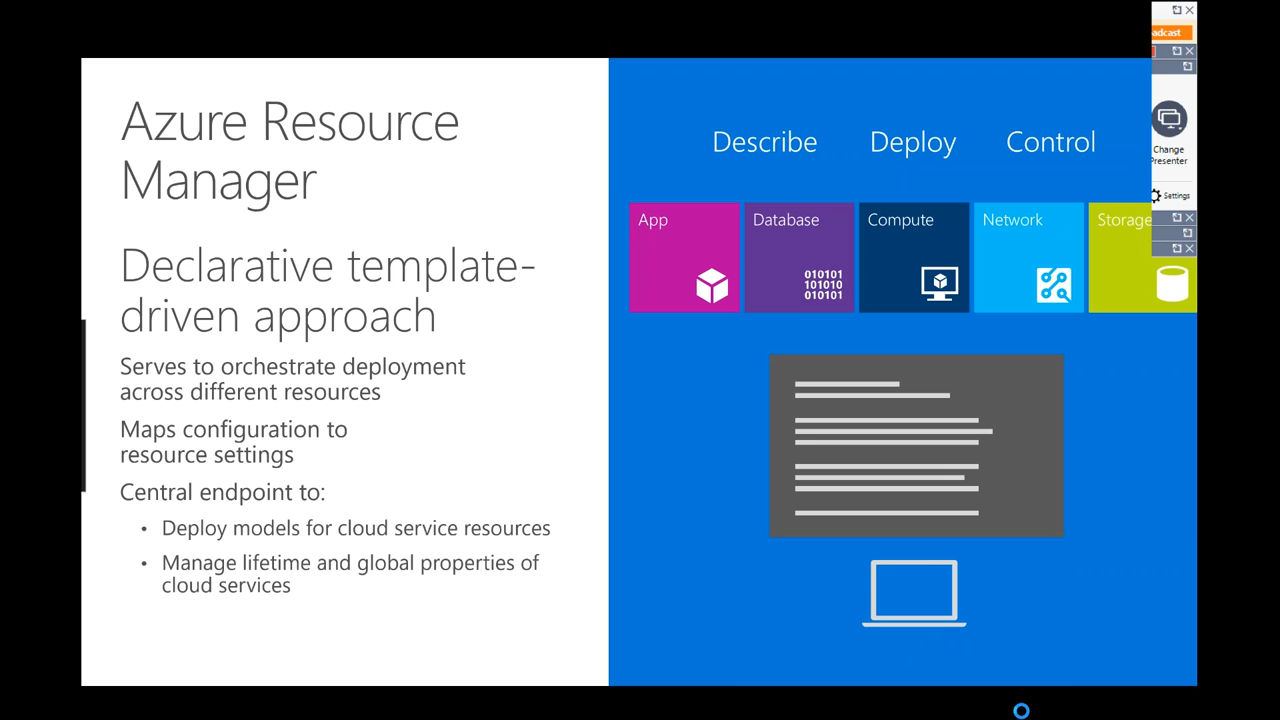 Azure Resource
Manager
Declarative template-
driven approach
Serves to orchestrate deployment
across different resources
Maps configuration to
resource settings
Central endpoint to:
• Deploy models for cloud service resources
• Manage lifetime and global properties of
cloud services
Describe Deploy Control
App Database Compute Network Storage
010101
101010
010101
Change
Presenter
Settings